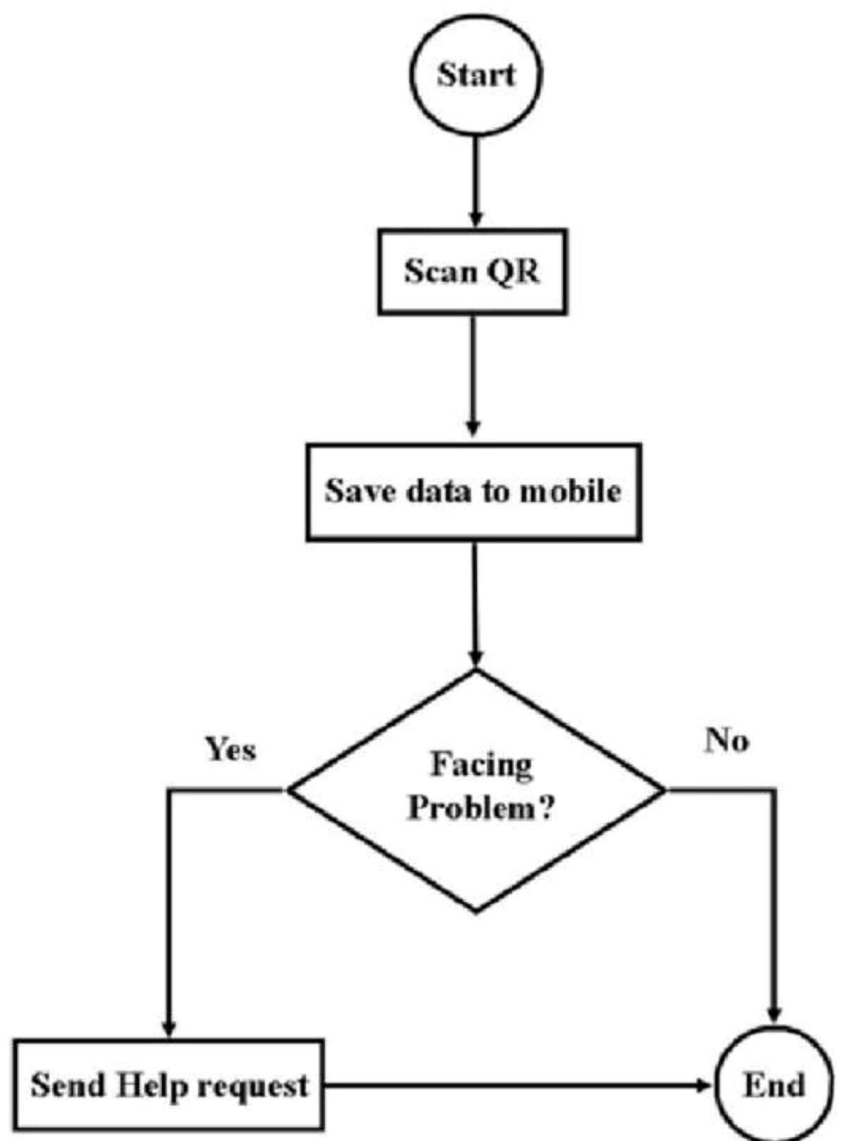 Start
Scan QR
Save data to mobile
Yes
No
Facing
Problem?
Send Help request
End